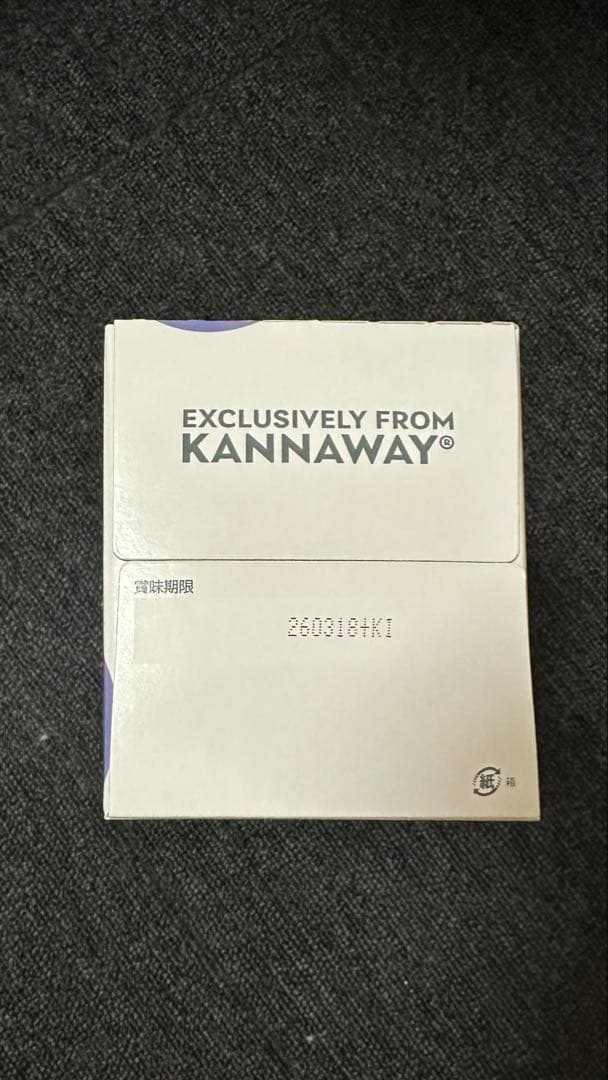 EXCLUSIVELY FROM
KANNAWAY®
賞味期限
260318+KI
紙 箱